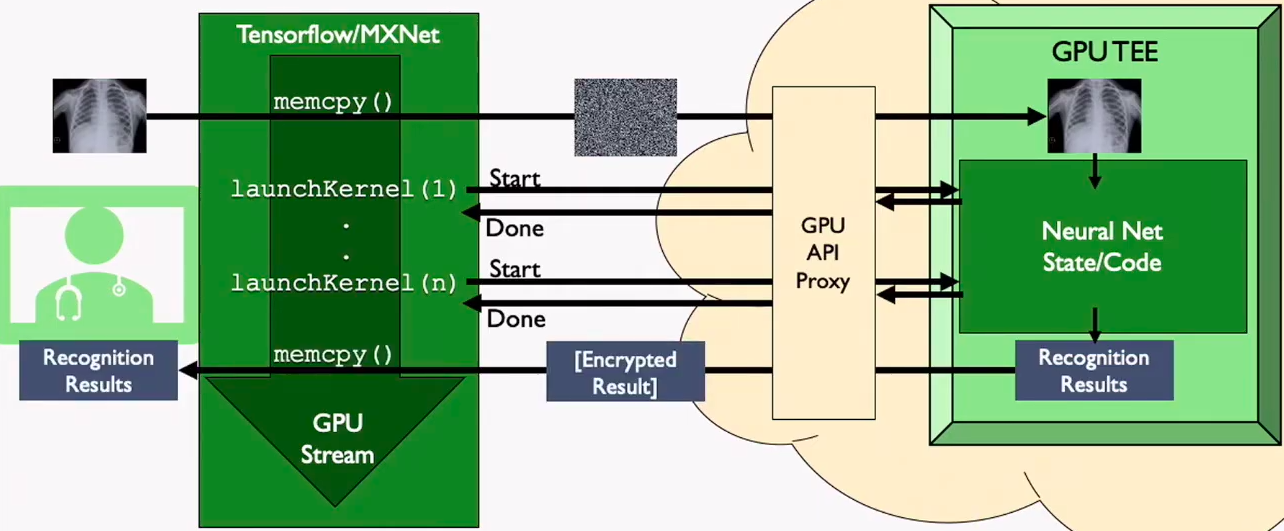 Tensorflow/MXNet
GPU TEE
memcpy()
launchKernel(1)
Start
Done
.
.
launchKernel(n)
Start
Done
GPU
API
Proxy
Neural Net
State/Code
memcpy()
Recognition
Results
[Encrypted
Result]
Recognition
Results
GPU
Stream